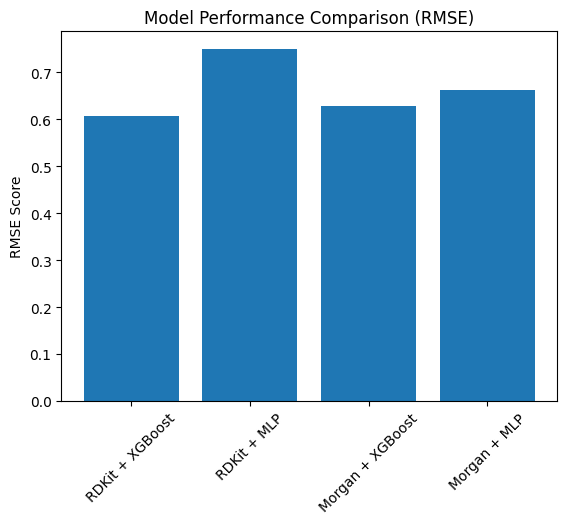 Model Performance Comparison (RMSE)
RMSE Score
0.7
0.6
0.5
0.4
0.3
0.2
0.1
0.0
RDKit + XGBoost
RDKit + MLP
Morgan + XGBoost
Morgan + MLP